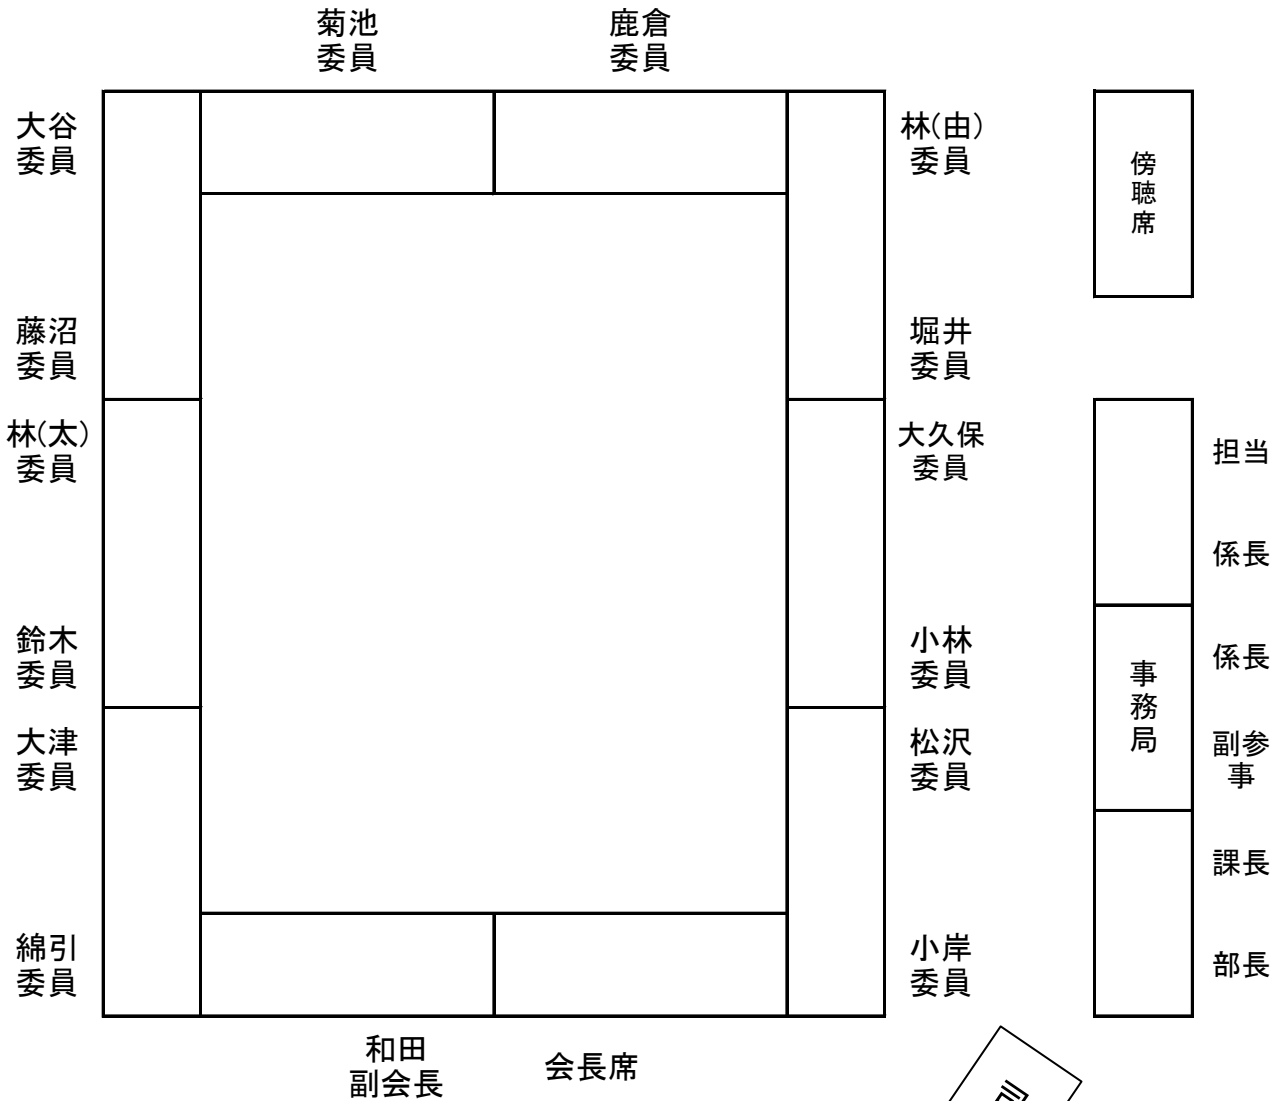 菊池
委員
鹿倉
委員
大谷
委員
林(由)
委員
傍聴席
藤沼
委員
堀井
委員
林(太)
委員
大久保
委員
担当
係長
鈴木
委員
小林
委員
係長
事務局
大津
委員
松沢
委員
副参
事
課長
綿引
委員
小岸
委員
部長
和田
副会長
会長席